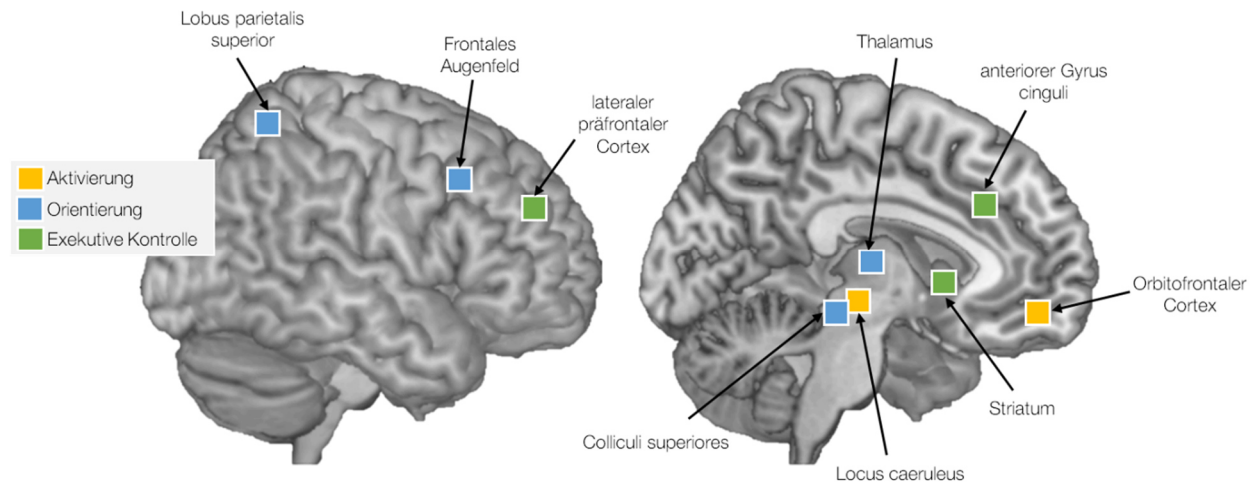 Lobus parietalis
superior
Frontales
Augenfeld
lateraler
präfrontaler
Cortex
Aktivierung
Orientierung
Exekutive Kontrolle
Thalamus
anteriorer Gyrus
cinguli
Orbitofrontaler
Cortex
Striatum
Colliculi superiores
Locus caeruleus